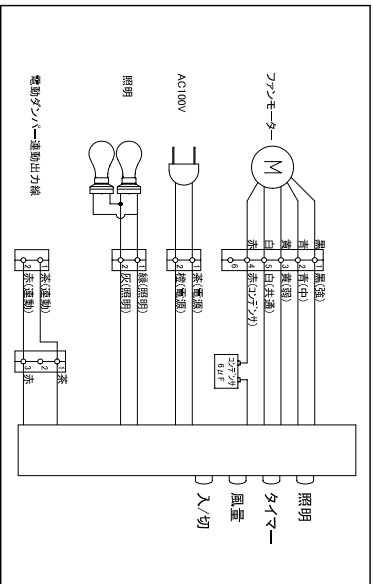 ファンモーター
M
黒 1 黒(強)
青 2 青(中)
黄 3 黄(弱)
白 5 白(共通)
赤 4 赤(コンデンサ)
6
コンデンサ
6μF
AC100V
1 茶(電源)
2 橙(電源)
照明
1 緑(照明)
2 灰(照明)
電動ダンパー連動出力線
1 茶(連動)
2 赤(連動)
1 茶
2
3 赤
照明
タイマー
風量
入/切